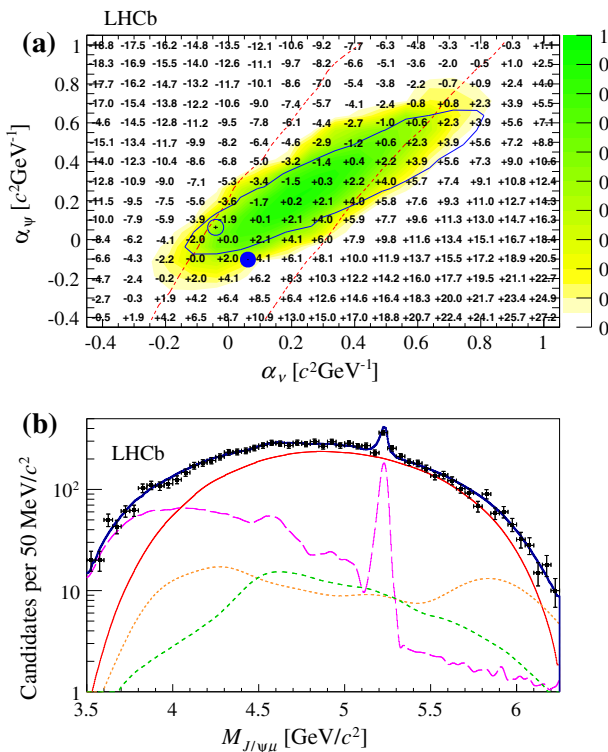 LHCb
(a)
1
-18.8 -17.5 -16.2 -14.8 -13.5 -12.1 -10.6 -9.2 -7.7 -6.3 -4.8 -3.3 -1.8 -0.3 +1.1
-18.3 -16.9 -15.5 -14.0 -12.6 -11.1 -9.7 -8.2 -6.6 -5.1 -3.6 -2.0 -0.5 +1.0 +2.5
-17.7 -16.2 -14.7 -13.2 -11.7 -10.1 -8.6 -7.0 -5.4 -3.8 -2.2 -0.7 +0.9 +2.4 +4.0
-17.0 -15.4 -13.8 -12.2 -10.6 -9.0 -7.4 -5.7 -4.1 -2.4 -0.8 +0.8 +2.3 +3.9 +5.5
-14.5 -12.8 -11.2 -9.5 -7.8 -6.1 -4.4 -2.7 -1.0 +0.6 +2.3 +3.9 +5.6 +7.1
15.1 -13.4 -11.7 -9.9 -8.2 -6.4 -4.6 -2.9 -1.2 +0.6 +2.3 +3.9 +5.6 +7.2 +8.8
14.0 -12.3 -10.4 -8.6 -6.8 -5.0 -3.2 -1.4 +0.4 +2.2 +3.9 +5.6 +7.3 +9.0 +10.6
12.8 -10.9 -9.0 -7.1 -5.3 -3.4 -1.5 +0.3 +2.2 +4.0 +5.7 +7.4 +9.1 +10.8 +12.4
11.5 -9.5 -7.5 -5.6 -3.6 -1.7 +0.2 +2.1 +4.0 +5.8 +7.6 +9.3 +11.0 +12.7 +14.3
-10.0 -7.9 -5.9 -3.9 -1.9 +0.1 +2.1 +4.0 +5.9 +7.7 +9.6 +11.3 +13.0 +14.7 +16.3
-8.4 -6.2 -4.1 -2.0 +0.0 +2.1 +4.1 +6.0 +7.9 +9.8 +11.6 +13.4 +15.1 +16.7 +18.4
-6.6 -4.3 -2.2 -0.0 +2.0 +4.1 +6.1 +8.1 +10.0 +11.9 +13.7 +15.5 +17.2 +18.9 +20.5
-4.7 -2.4 -0.2 +2.0 +4.1 +6.2 +8.3 +10.3 +12.2 +14.1 +16.0 +17.7 +19.5 +21.1 +22.7
-2.7 -0.3 +1.9 +4.2 +6.4 +8.5 +10.6 +12.6 +14.6 +16.4 +18.3 +20.0 +21.7 +23.4 +24.9
-0.5 +1.9 +4.2 +6.5 +8.7 +10.9 +13.0 +15.0 +17.0 +18.8 +20.7 +22.4 +24.1 +25.7 +27.2
1
0.8
0.6
0.4
0.2
0
-0.2
-0.4
α_ψ [c²GeV⁻¹]
-0.4 -0.2 0 0.2 0.4 0.6 0.8 1
α_ν [c²GeV⁻¹]
(b)
LHCb
10²
10
1
Candidates per 50 MeV/c²
3.5 4 4.5 5 5.5 6
M_{J/ψμ} [GeV/c²]